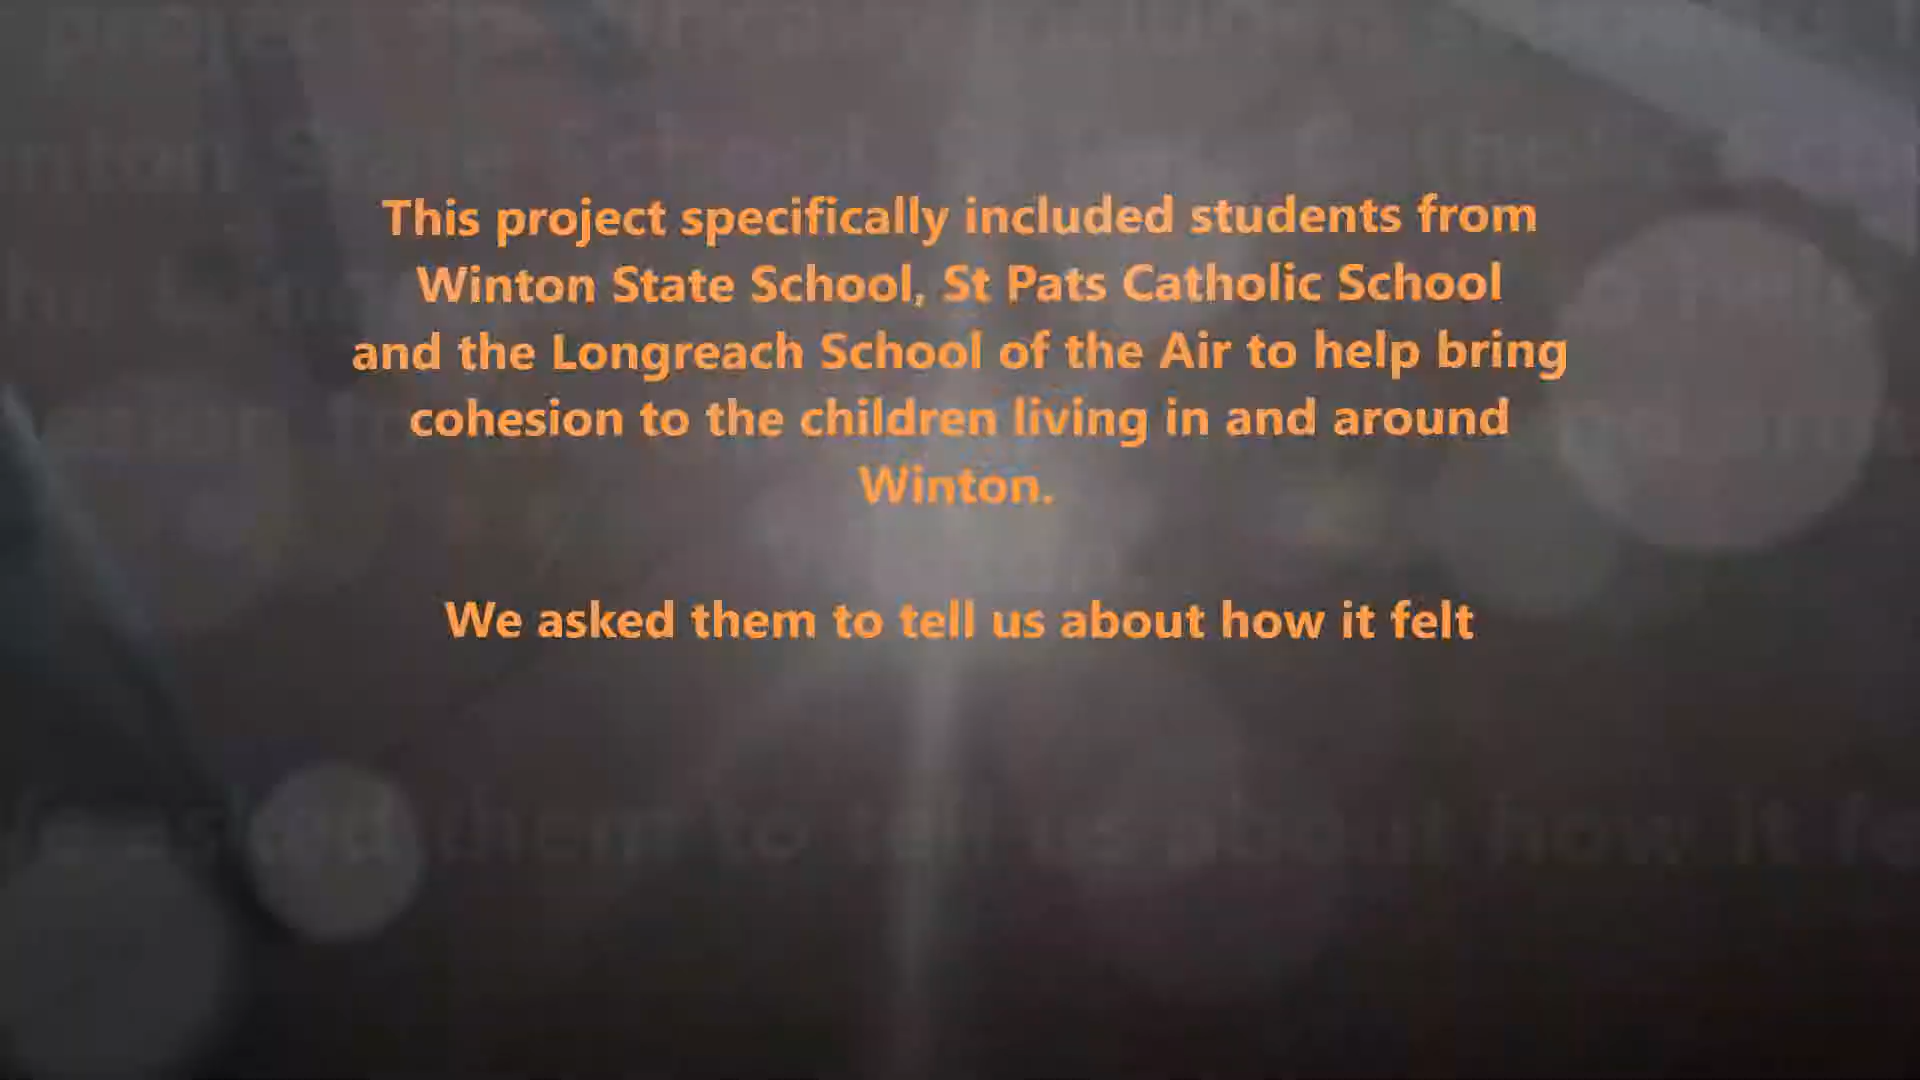 This project specifically included students from
Winton State School, St Pats Catholic School
and the Longreach School of the Air to help bring
cohesion to the children living in and around
Winton.
We asked them to tell us about how it felt